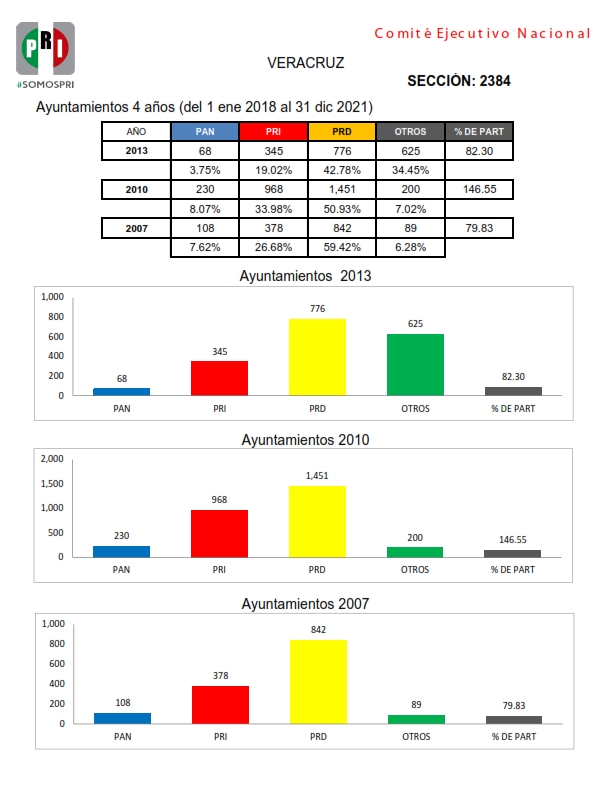 Comité Ejecutivo Nacional
PRI
#SOMOSPRI
VERACRUZ
SECCIÓN: 2384
Ayuntamientos 4 años (del 1 ene 2018 al 31 dic 2021)
AÑO PAN PRI PRD OTROS % DE PART
2013 68 345 776 625 82.30
3.75% 19.02% 42.78% 34.45%
2010 230 968 1,451 200 146.55
8.07% 33.98% 50.93% 7.02%
2007 108 378 842 89 79.83
7.62% 26.68% 59.42% 6.28%
Ayuntamientos 2013
1,000
800
600
400
200
0
68 345 776 625 82.30
PAN PRI PRD OTROS % DE PART
Ayuntamientos 2010
2,000
1,500
1,000
500
0
230 968 1,451 200 146.55
PAN PRI PRD OTROS % DE PART
Ayuntamientos 2007
1,000
800
600
400
200
0
108 378 842 89 79.83
PAN PRI PRD OTROS % DE PART